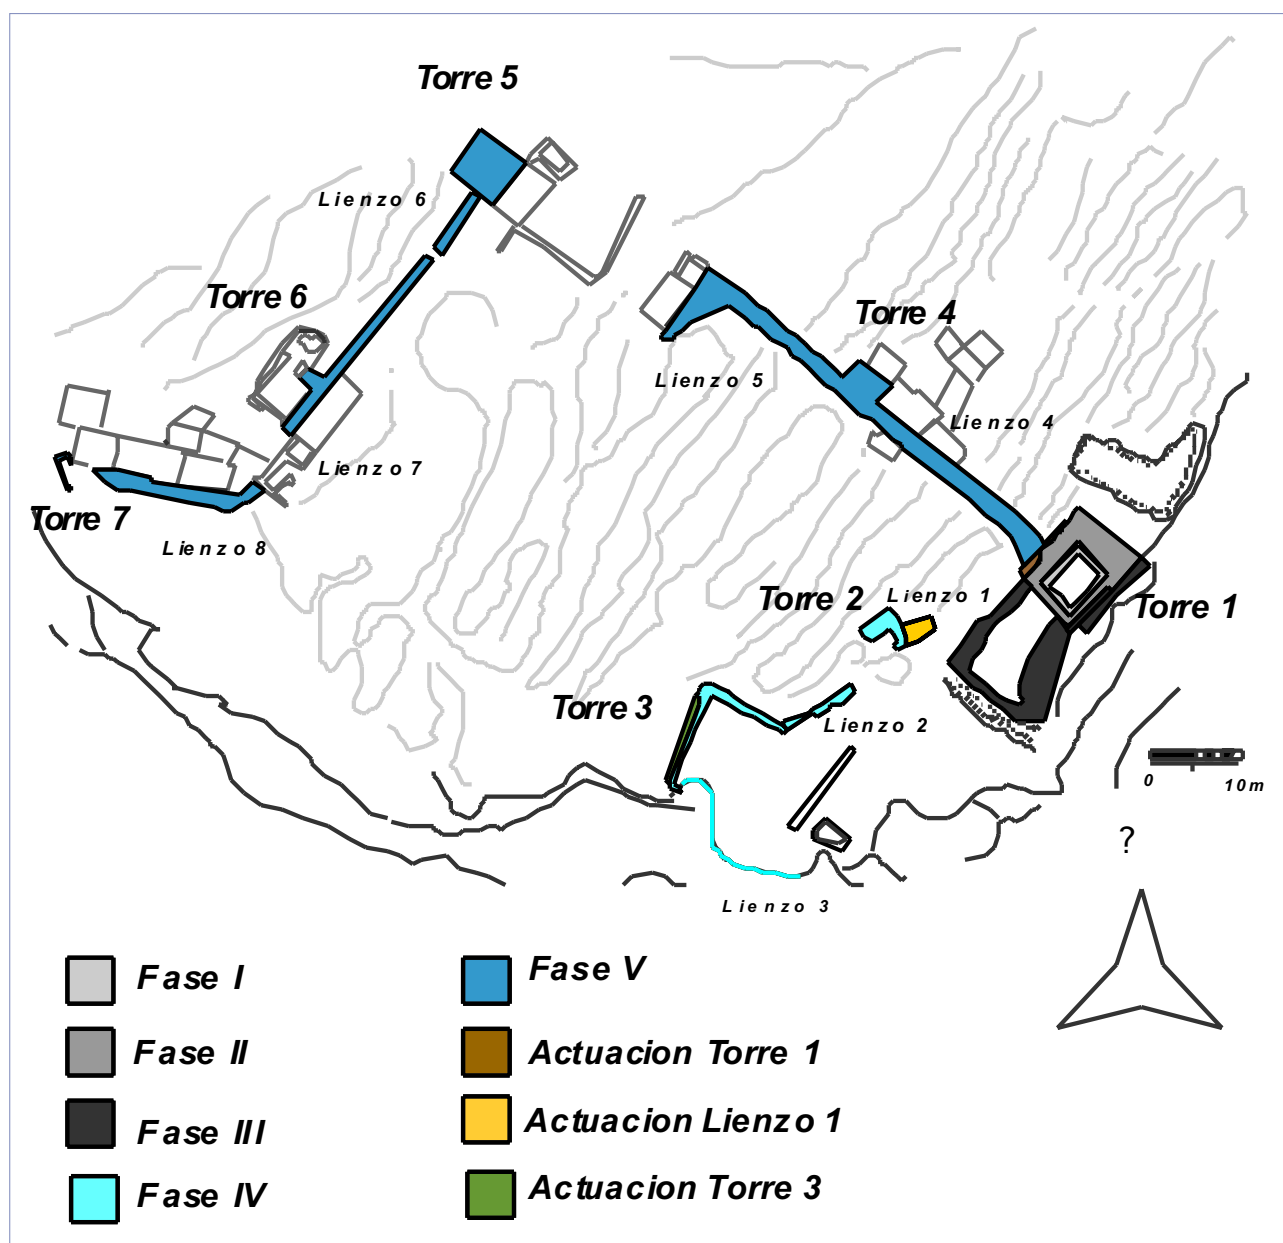 Torre 5
Lienzo 6
Torre 6
Torre 4
Lienzo 5
Lienzo 4
Lienzo 7
Torre 7
Lienzo 8
Torre 2
Lienzo 1
Torre 1
Torre 3
Lienzo 2
0 10m
?
Lienzo 3
Fase I
Fase II
Fase III
Fase IV
Fase V
Actuacion Torre 1
Actuacion Lienzo 1
Actuacion Torre 3